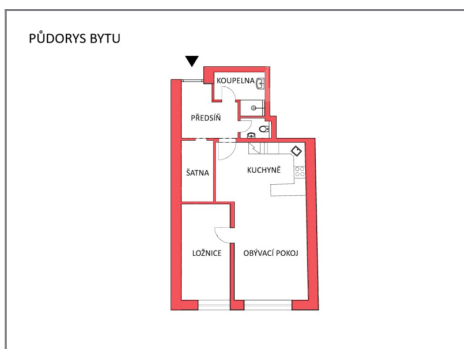 PŮDORYS BYTU
KOUPELNA
PŘEDSÍŇ
ŠATNA
KUCHYNĚ
LOŽNICE
OBÝVACÍ POKOJ